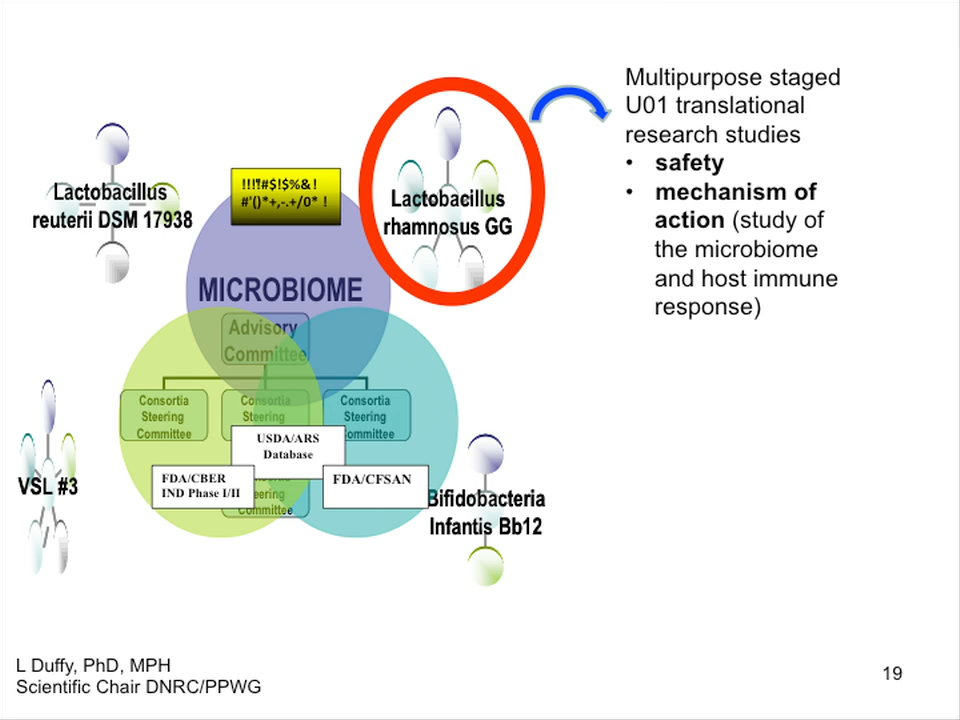 Multipurpose staged
U01 translational
research studies
• safety
• mechanism of
action (study of
the microbiome
and host immune
response)
Lactobacillus
reuterii DSM 17938
!!!"#$!$%&!
#'()*+,-.+/0* !
Lactobacillus
rhamnosus GG
MICROBIOME
Advisory
Committee
Consortia
Steering
Committee
Consortia
Steering
Consortia
Steering
Committee
USDA/ARS
Database
FDA/CBER
IND Phase I/II
FDA/CFSAN
Steering
Committee
VSL #3
Bifidobacteria
Infantis Bb12
L Duffy, PhD, MPH
Scientific Chair DNRC/PPWG
19